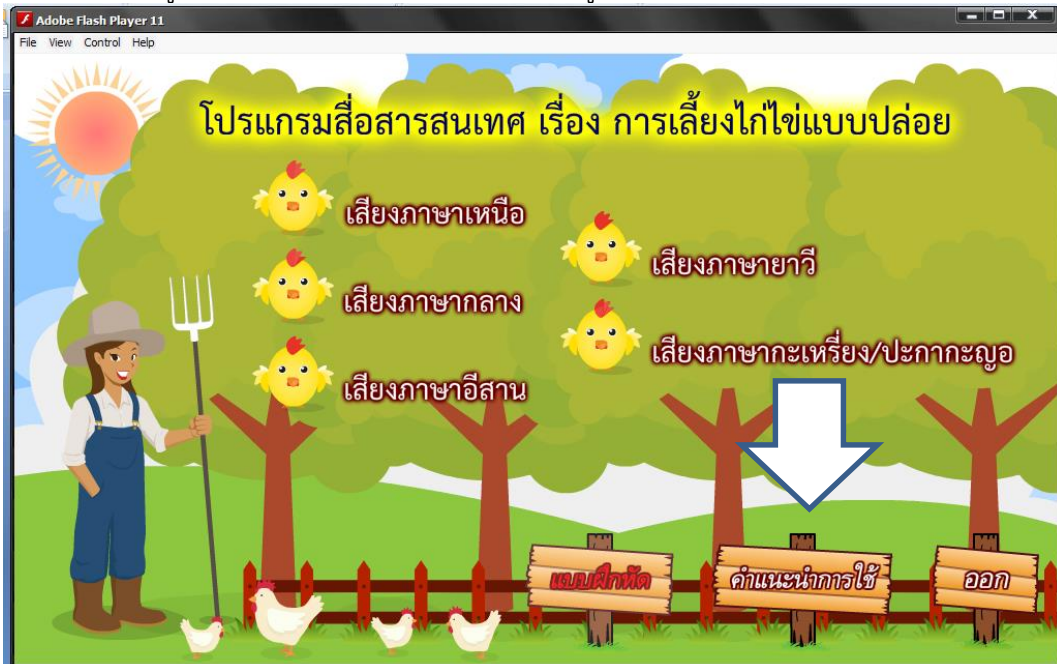 Adobe Flash Player 11
File View Control Help
โปรแกรมสื่อสารสนเทศ เรื่อง การเลี้ยงไก่ไข่แบบปล่อย
เสียงภาษาเหนือ
เสียงภาษากลาง
เสียงภาษาอีสาน
เสียงภาษายาวี
เสียงภาษากะเหรี่ยง/ปะกากะญอ
แบบฝึกหัด
คำแนะนำการใช้
ออก